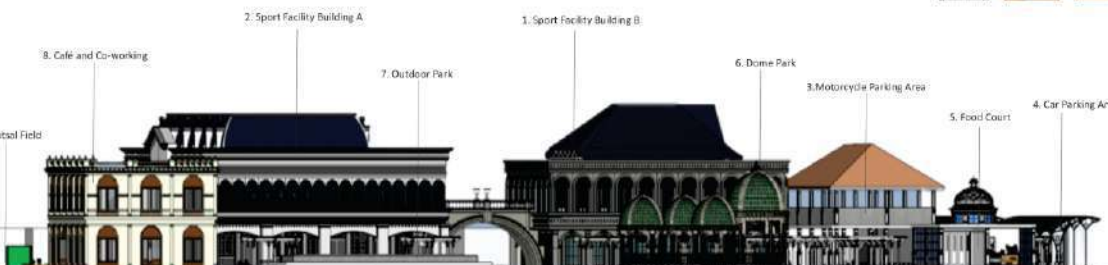 2. Sport Facility Building A
1. Sport Facility Building B
8. Café and Co-working
7. Outdoor Park
6. Dome Park
3.Motorcycle Parking Area
4. Car Parking
5. Food Court
Field